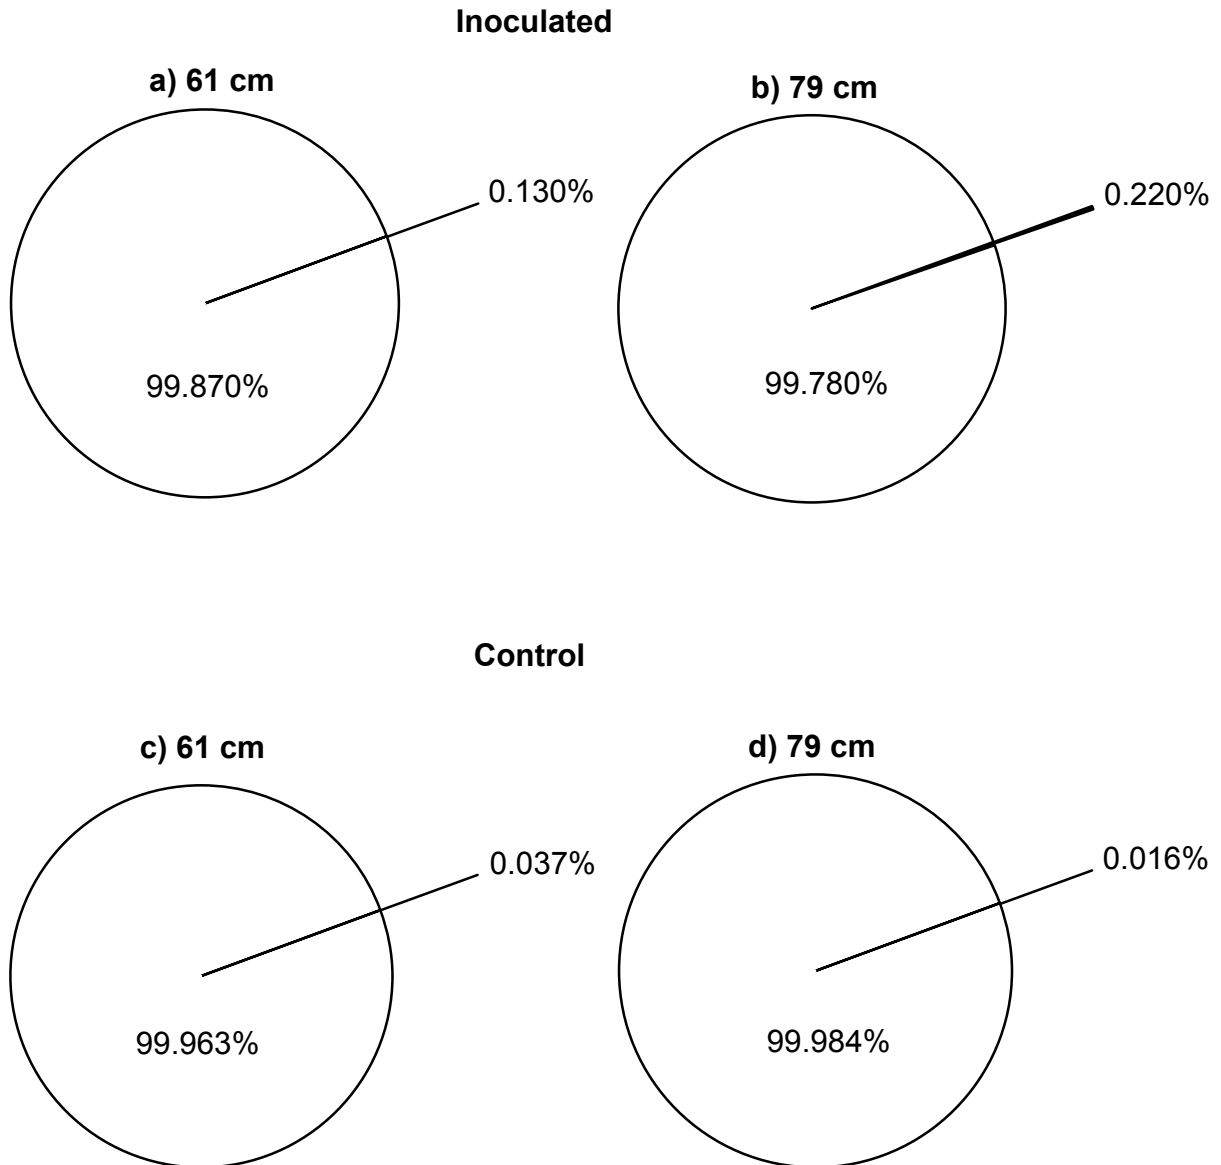 Inoculated
a) 61 cm
0.130%
99.870%
b) 79 cm
0.220%
99.780%
Control
c) 61 cm
0.037%
99.963%
d) 79 cm
0.016%
99.984%